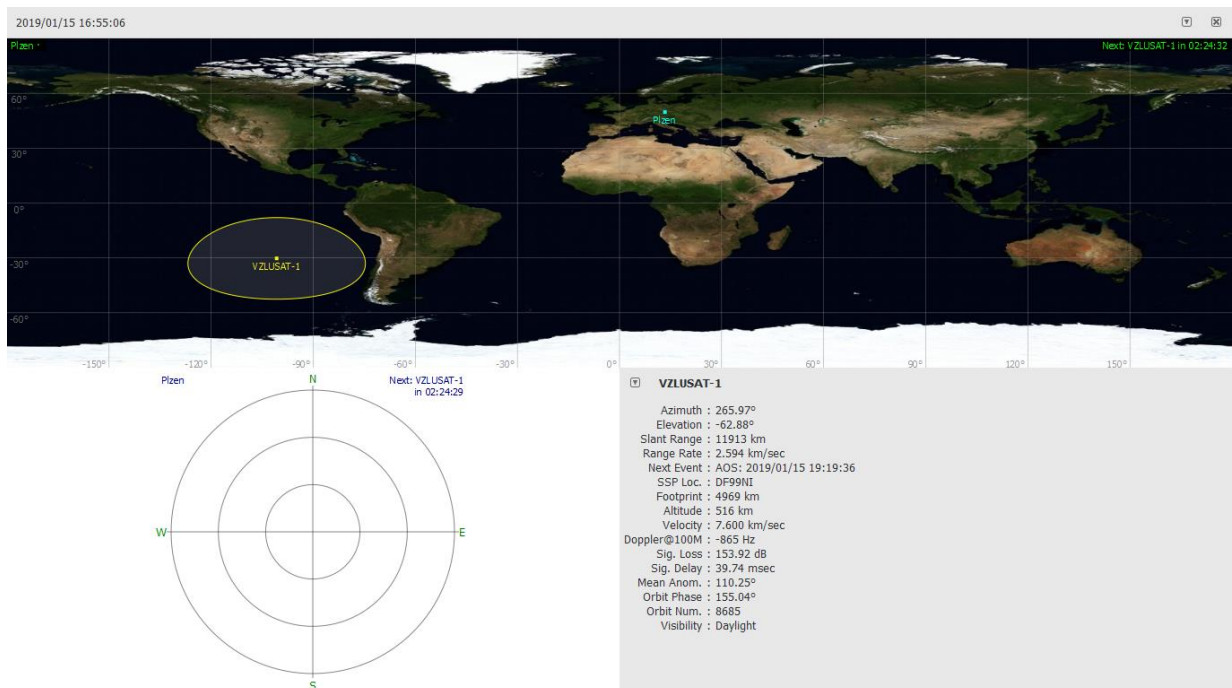 2019/01/15 16:55:06
Plzen
Next: VZLUSAT-1 in 02:24:32
60°
Plzen
30°
0°
-30°
VZLUSAT-1
-60°
-150° -120° -90° -60° -30° 0° 30° 60° 90° 120° 150°
Plzen
Next: VZLUSAT-1
in 02:24:29
N
W
E
S
VZLUSAT-1
Azimuth : 265.97°
Elevation : -62.88°
Slant Range : 11913 km
Range Rate : 2.594 km/sec
Next Event : AOS: 2019/01/15 19:19:36
SSP Loc. : DF99NI
Footprint : 4969 km
Altitude : 516 km
Velocity : 7.600 km/sec
Doppler@100M : -865 Hz
Sig. Loss : 153.92 dB
Sig. Delay : 39.74 msec
Mean Anom. : 110.25°
Orbit Phase : 155.04°
Orbit Num. : 8685
Visibility : Daylight